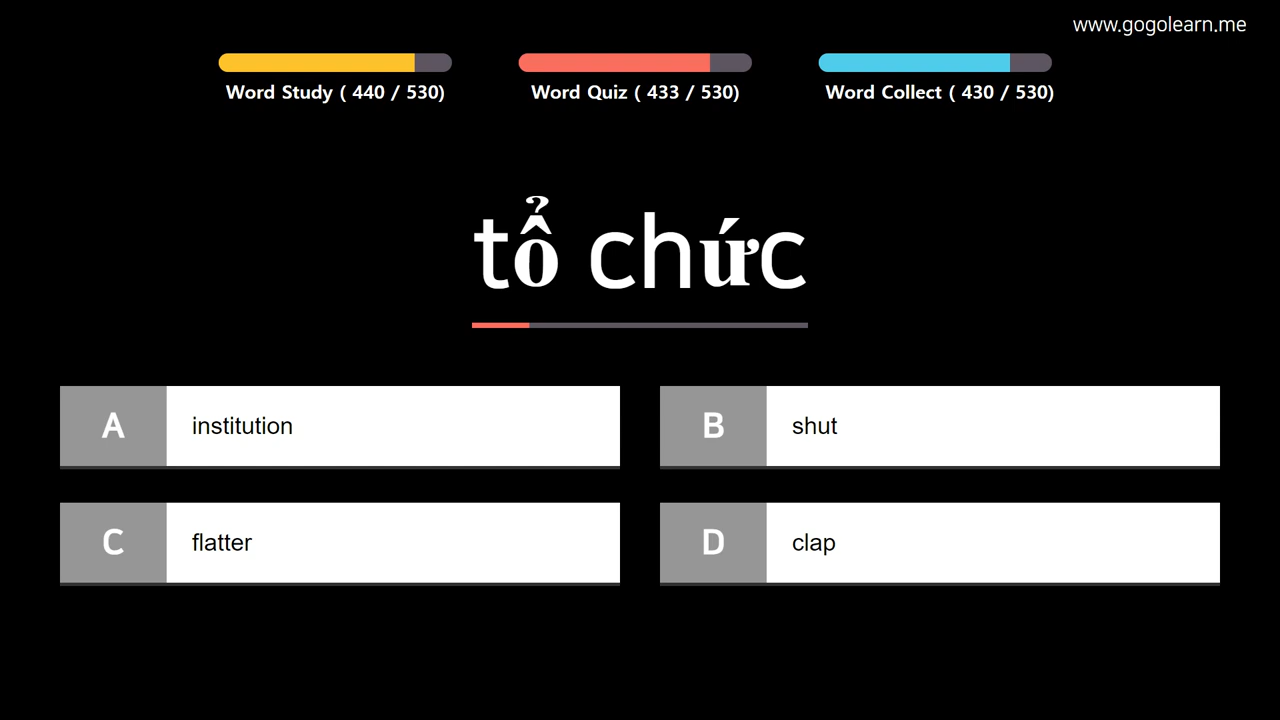 www.gogolearn.me
Word Study ( 440 / 530)
Word Quiz ( 433 / 530)
Word Collect ( 430 / 530)
tổ chức
A institution
B shut
C flatter
D clap